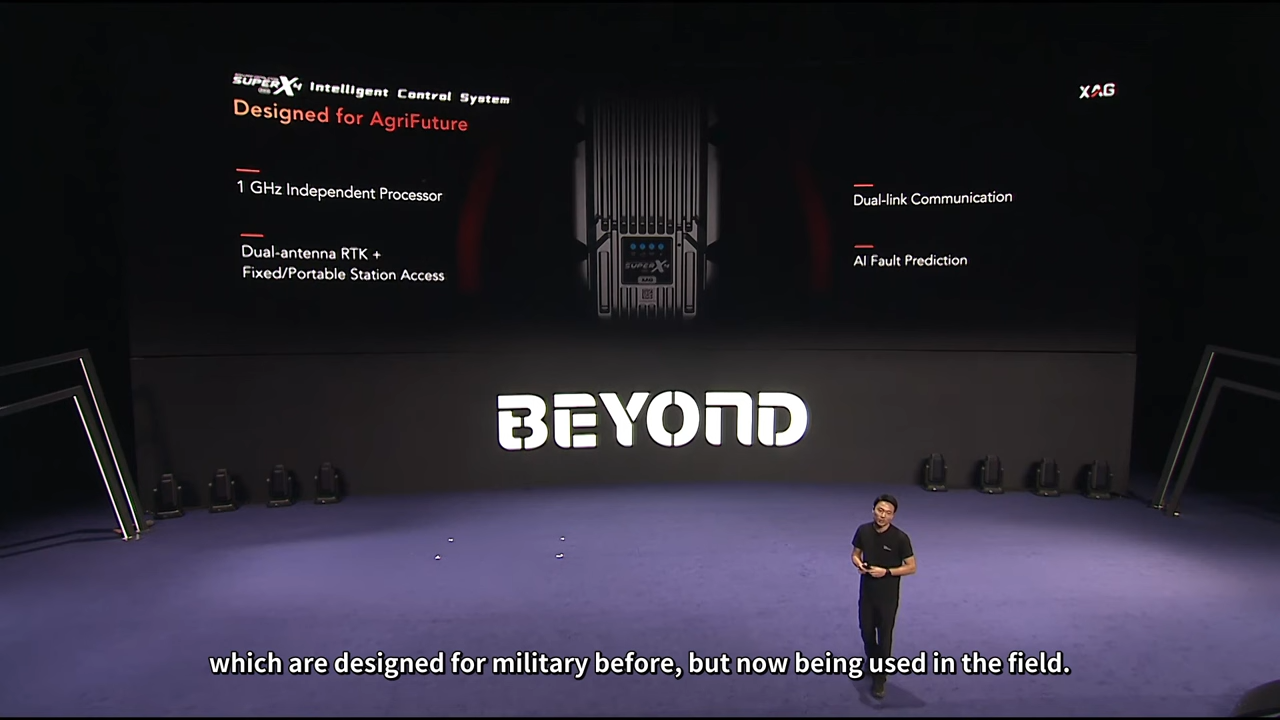 SUPERX4 Intelligent Control System
Designed for AgriFuture
XAG
1 GHz Independent Processor
Dual-antenna RTK +
Fixed/Portable Station Access
Dual-link Communication
AI Fault Prediction
SUPERX4
BEYOND
which are designed for military before, but now being used in the field.